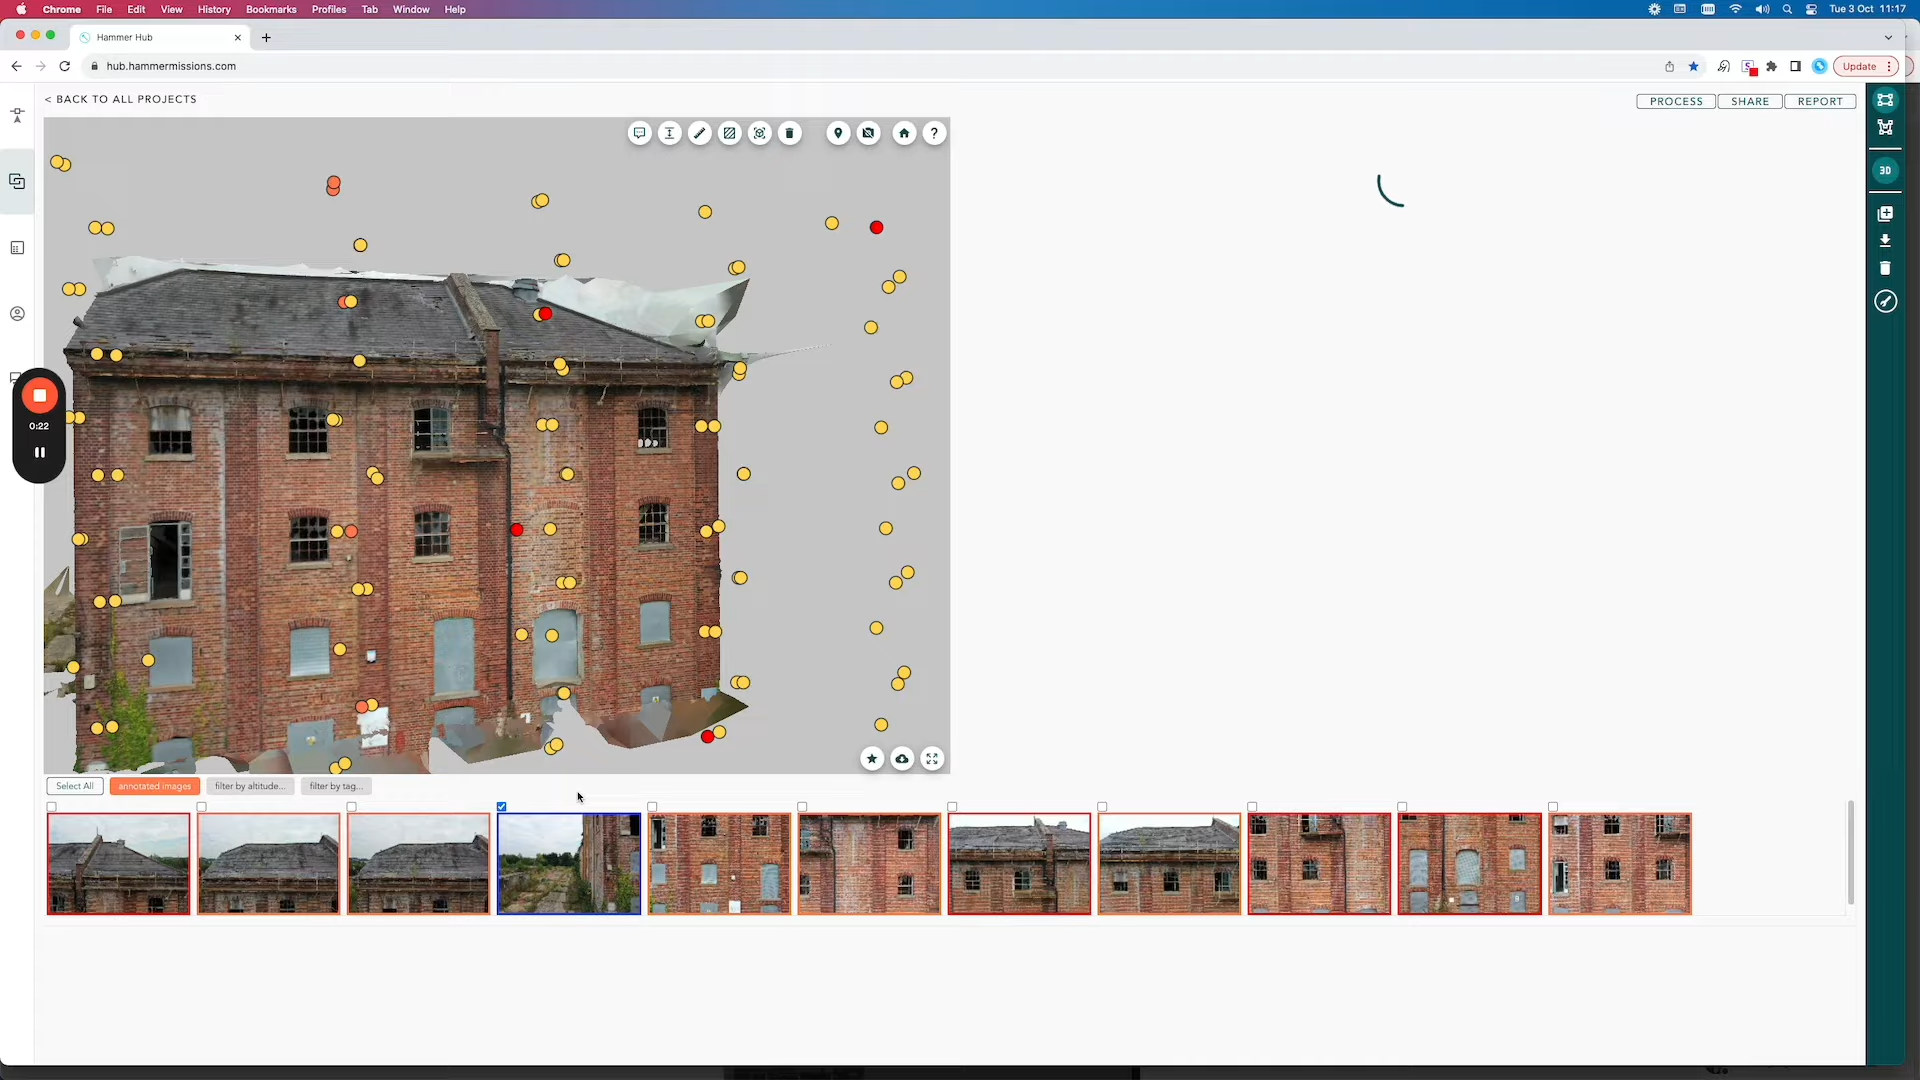 Chrome File Edit View History Bookmarks Profiles Tab Window Help
Tue 3 Oct 11:17
Hammer Hub
hub.hammermissions.com
Update
< BACK TO ALL PROJECTS
PROCESS SHARE REPORT
3D
?
0:22
Select All annotated images filter by altitude... filter by tag...